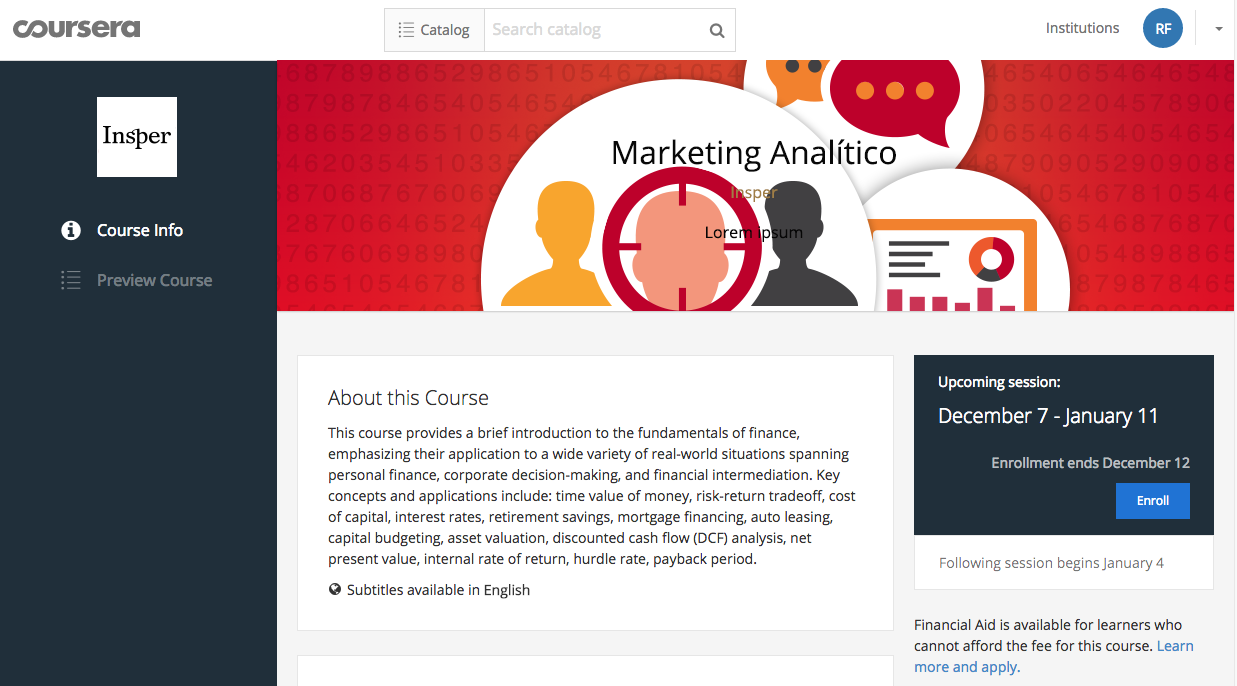 coursera
Catalog
Search catalog
Institutions
RF
Insper
Course Info
Preview Course
Marketing Analítico
Insper
Lorem ipsum
About this Course
This course provides a brief introduction to the fundamentals of finance,
emphasizing their application to a wide variety of real-world situations spanning
personal finance, corporate decision-making, and financial intermediation. Key
concepts and applications include: time value of money, risk-return tradeoff, cost
of capital, interest rates, retirement savings, mortgage financing, auto leasing,
capital budgeting, asset valuation, discounted cash flow (DCF) analysis, net
present value, internal rate of return, hurdle rate, payback period.
Subtitles available in English
Upcoming session:
December 7 - January 11
Enrollment ends December 12
Enroll
Following session begins January 4
Financial Aid is available for learners who
cannot afford the fee for this course. Learn
more and apply.